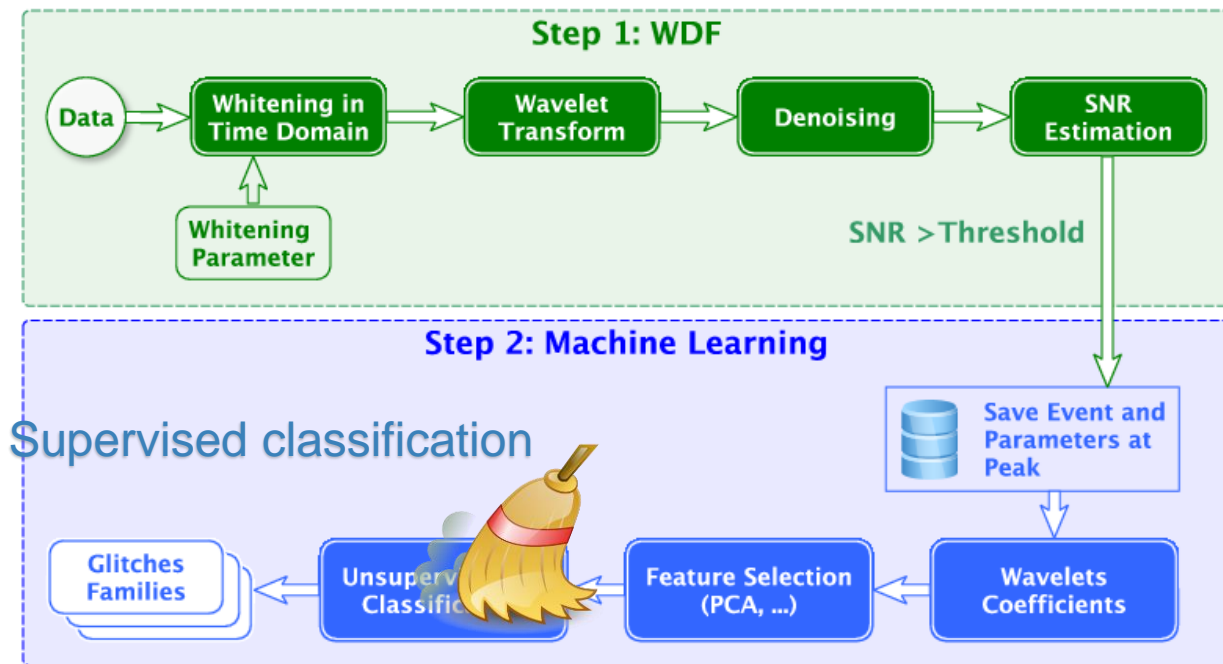 Step 1: WDF
Data
Whitening in
Time Domain
Wavelet
Transform
Denoising
SNR
Estimation
Whitening
Parameter
SNR >Threshold
Step 2: Machine Learning
Supervised classification
Save Event and
Parameters at
Peak
Glitches
Families
Feature Selection
(PCA, ...)
Wavelets
Coefficients